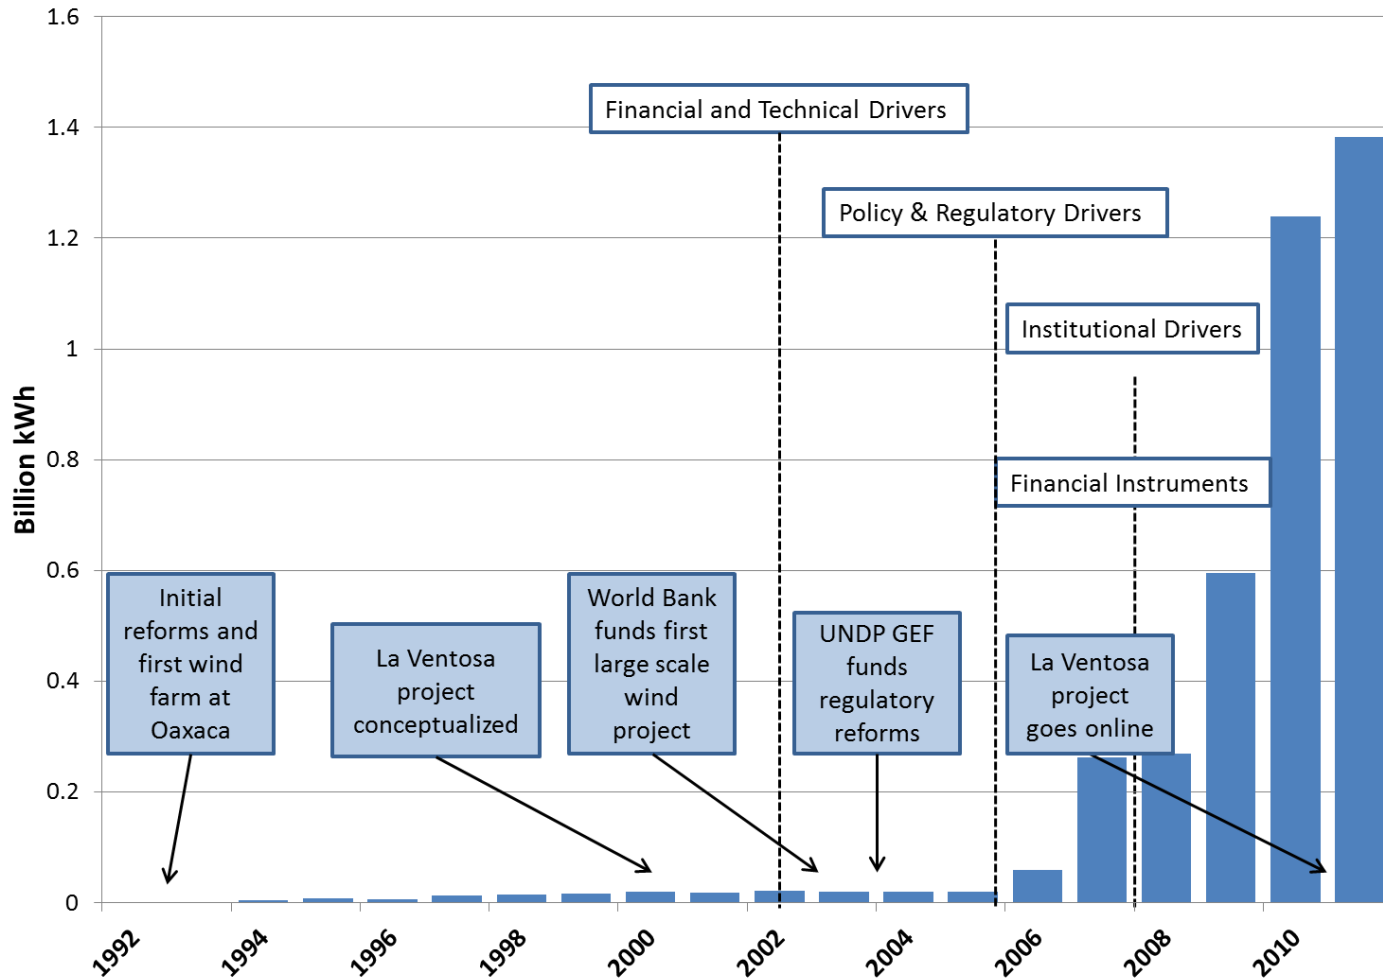 1.6
Financial and Technical Drivers
1.4
Policy & Regulatory Drivers
1.2
Institutional Drivers
1
Billion kWh
Financial Instruments
0.8
0.6
Initial
reforms and
first wind
farm at
Oaxaca
La Ventosa
project
conceptualized
World Bank
funds first
large scale
wind
project
UNDP GEF
funds
regulatory
reforms
La Ventosa
project
goes online
0.4
0.2
0
1992
1994
1996
1998
2000
2002
2004
2006
2008
2010